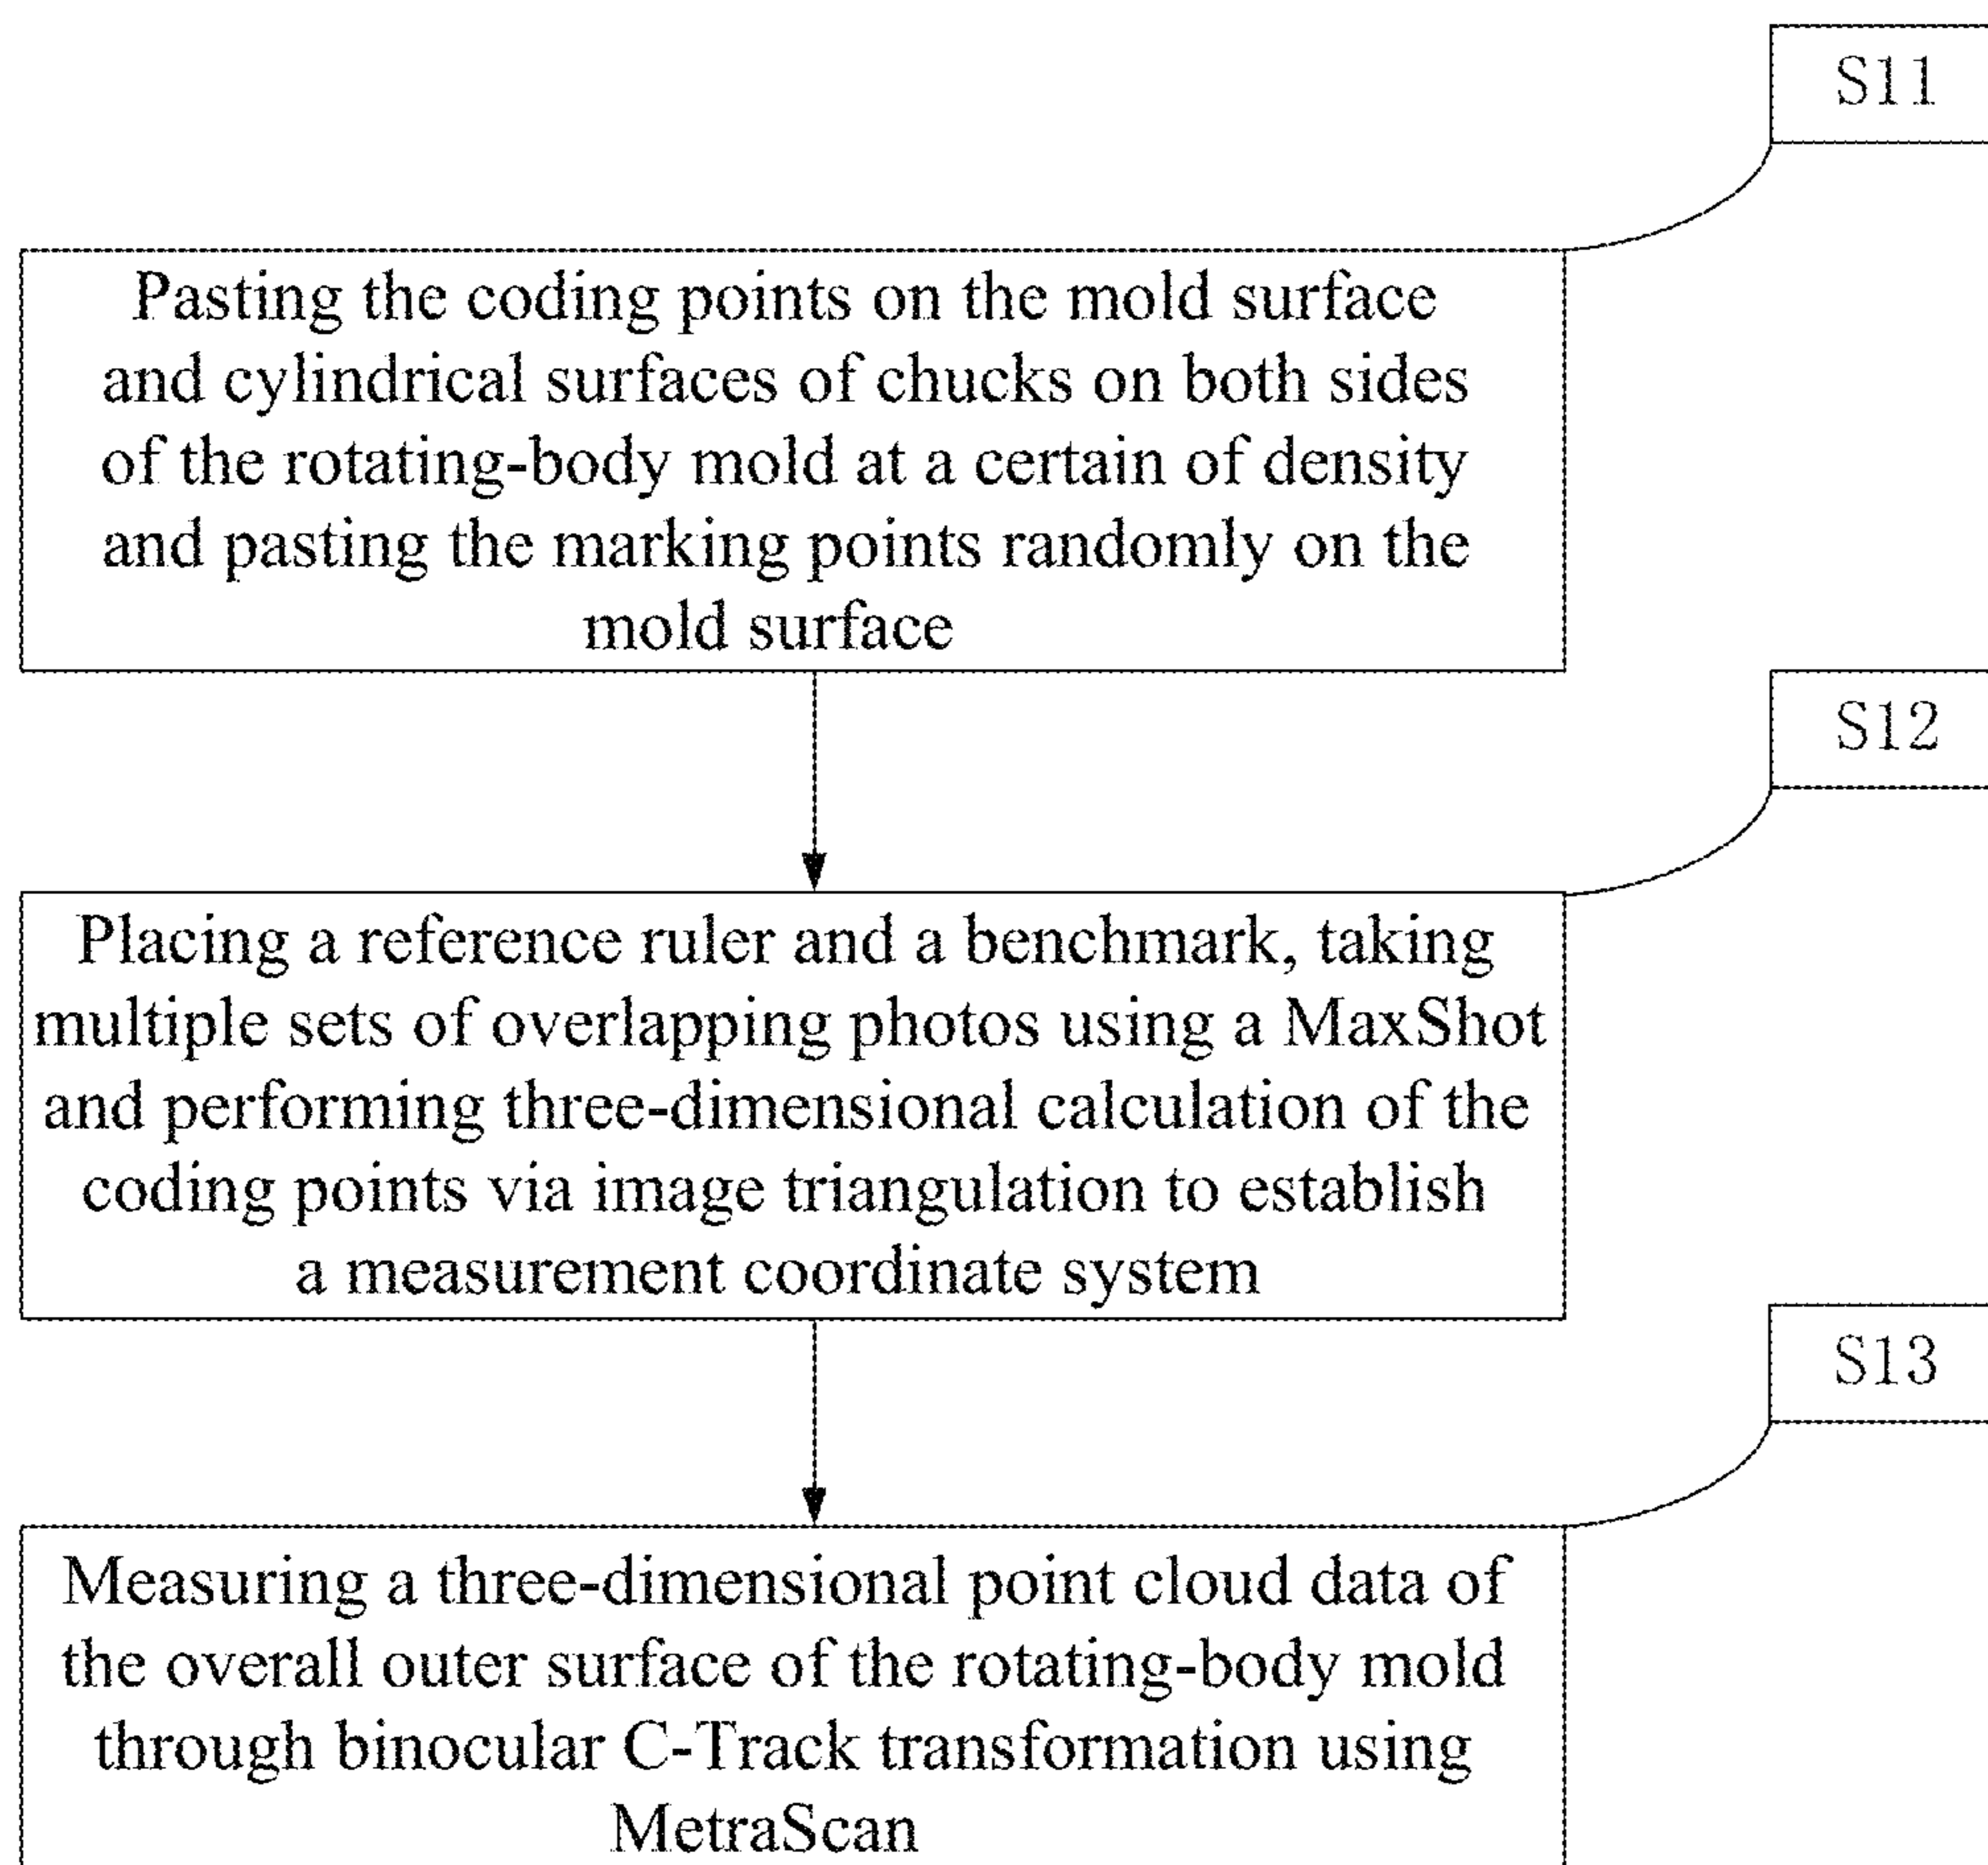 S11
Pasting the coding points on the mold surface
and cylindrical surfaces of chucks on both sides
of the rotating-body mold at a certain of density
and pasting the marking points randomly on the
mold surface
S12
Placing a reference ruler and a benchmark, taking
multiple sets of overlapping photos using a MaxShot
and performing three-dimensional calculation of the
coding points via image triangulation to establish
a measurement coordinate system
S13
Measuring a three-dimensional point cloud data of
the overall outer surface of the rotating-body mold
through binocular C-Track transformation using
MetraScan